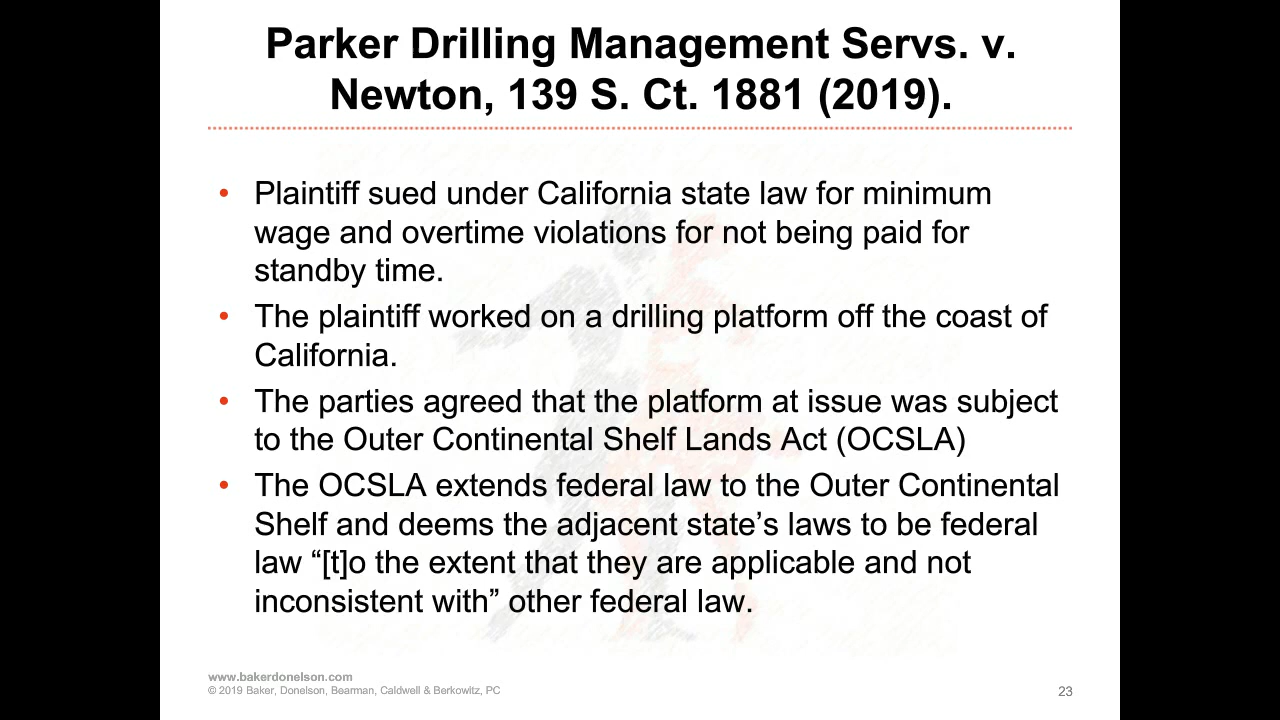 Parker Drilling Management Servs. v.
Newton, 139 S. Ct. 1881 (2019).
• Plaintiff sued under California state law for minimum
wage and overtime violations for not being paid for
standby time.
• The plaintiff worked on a drilling platform off the coast of
California.
• The parties agreed that the platform at issue was subject
to the Outer Continental Shelf Lands Act (OCSLA)
• The OCSLA extends federal law to the Outer Continental
Shelf and deems the adjacent state’s laws to be federal
law “[t]o the extent that they are applicable and not
inconsistent with” other federal law.
www.bakerdonelson.com
© 2019 Baker, Donelson, Bearman, Caldwell & Berkowitz, PC
23